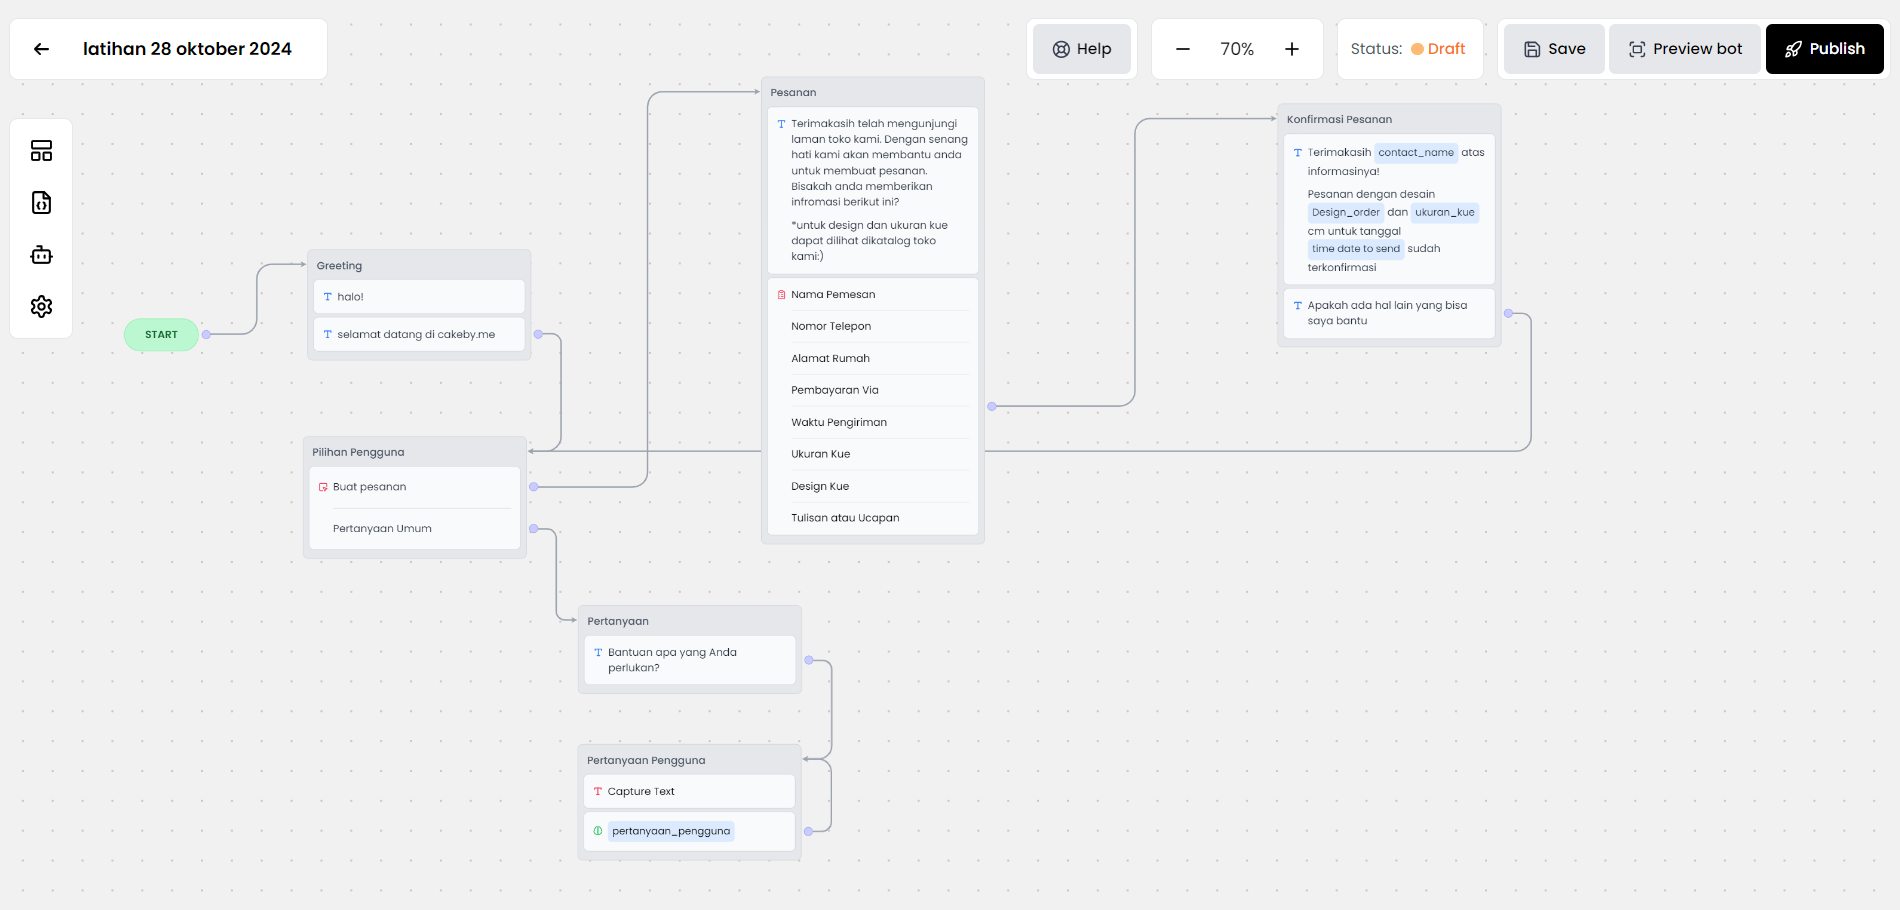 latihan 28 oktober 2024
Help
70%
Status: Draft
Save
Preview bot
Publish
START
Greeting
halo!
selamat datang di cakeby.me
Pilihan Pengguna
Buat pesanan
Pertanyaan Umum
Pesanan
Terimakasih telah mengunjungi
laman toko kami. Dengan senang
hati kami akan membantu anda
untuk membuat pesanan.
Bisakah anda memberikan
infromasi berikut ini?
*untuk design dan ukuran kue
dapat dilihat dikatalog toko
kami:)
Nama Pemesan
Nomor Telepon
Alamat Rumah
Pembayaran Via
Waktu Pengiriman
Ukuran Kue
Design Kue
Tulisan atau Ucapan
Konfirmasi Pesanan
Terimakasih contact_name atas
informasinya!
Pesanan dengan desain
Design_order dan ukuran_kue
cm untuk tanggal
time date to send sudah
terkonfirmasi
Apakah ada hal lain yang bisa
saya bantu
Pertanyaan
Bantuan apa yang Anda
perlukan?
Pertanyaan Pengguna
Capture Text
pertanyaan_pengguna